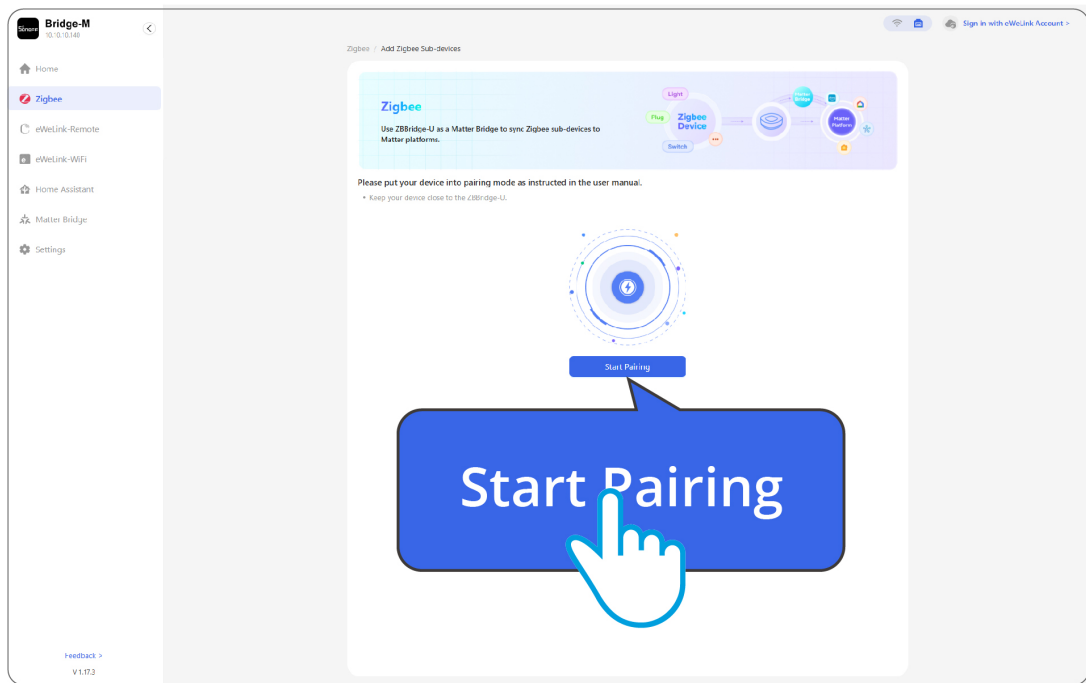 SONOFF
Bridge-M
10.10.10.140
Home
Zigbee
eWeLink-Remote
eWeLink-WiFi
Home Assistant
Matter Bridge
Settings
Feedback >
V 1.17.3
Sign in with eWeLink Account >
Zigbee / Add Zigbee Sub-devices
Zigbee
Use ZBBridge-U as a Matter Bridge to sync Zigbee sub-devices to
Matter platforms.
Light
Plug
Zigbee
Device
Switch
Matter
Bridge
Matter
Platform
Please put your device into pairing mode as instructed in the user manual.
• Keep your device close to the ZBBridge-U.
Start Pairing
Start Pairing